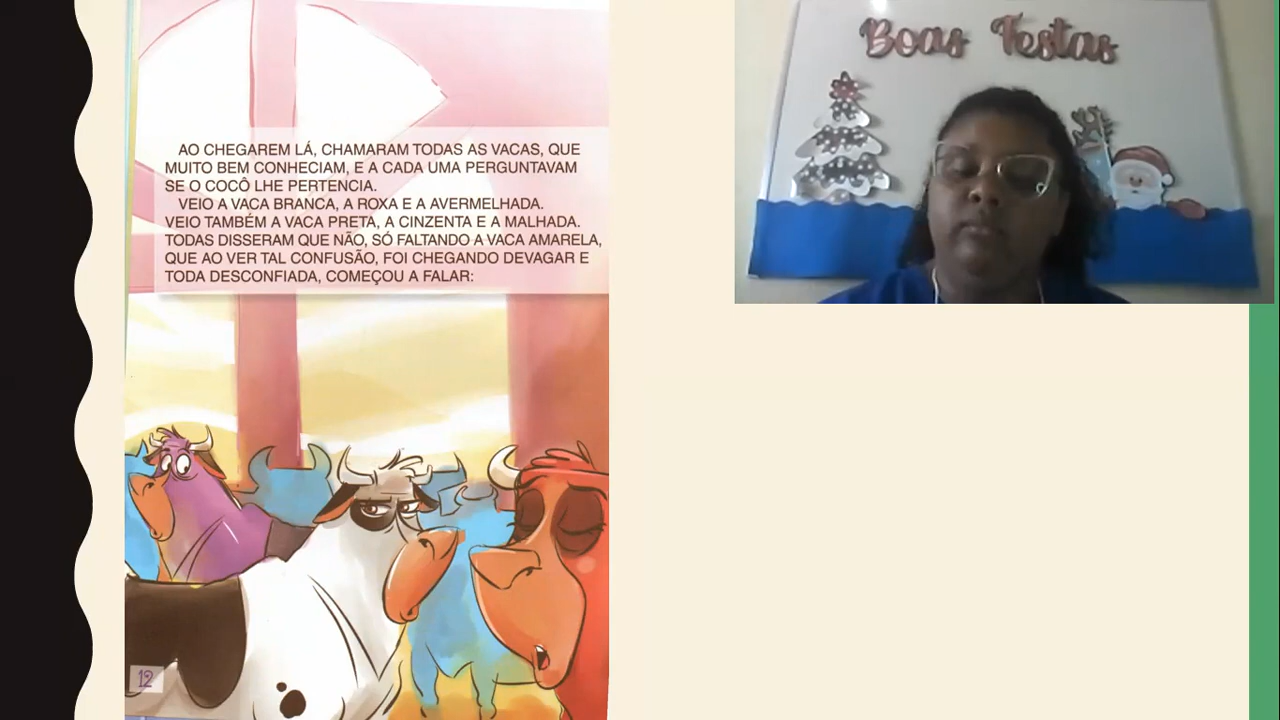 AO CHEGAREM LÁ, CHAMARAM TODAS AS VACAS, QUE
MUITO BEM CONHECIAM, E A CADA UMA PERGUNTAVAM
SE O COCÔ LHE PERTENCIA.
VEIO A VACA BRANCA, A ROXA E A AVERMELHADA.
VEIO TAMBÉM A VACA PRETA, A CINZENTA E A MALHADA.
TODAS DISSERAM QUE NÃO, SÓ FALTANDO A VACA AMARELA,
QUE AO VER TAL CONFUSÃO, FOI CHEGANDO DEVAGAR E
TODA DESCONFIADA, COMEÇOU A FALAR:
12
Boas Festas